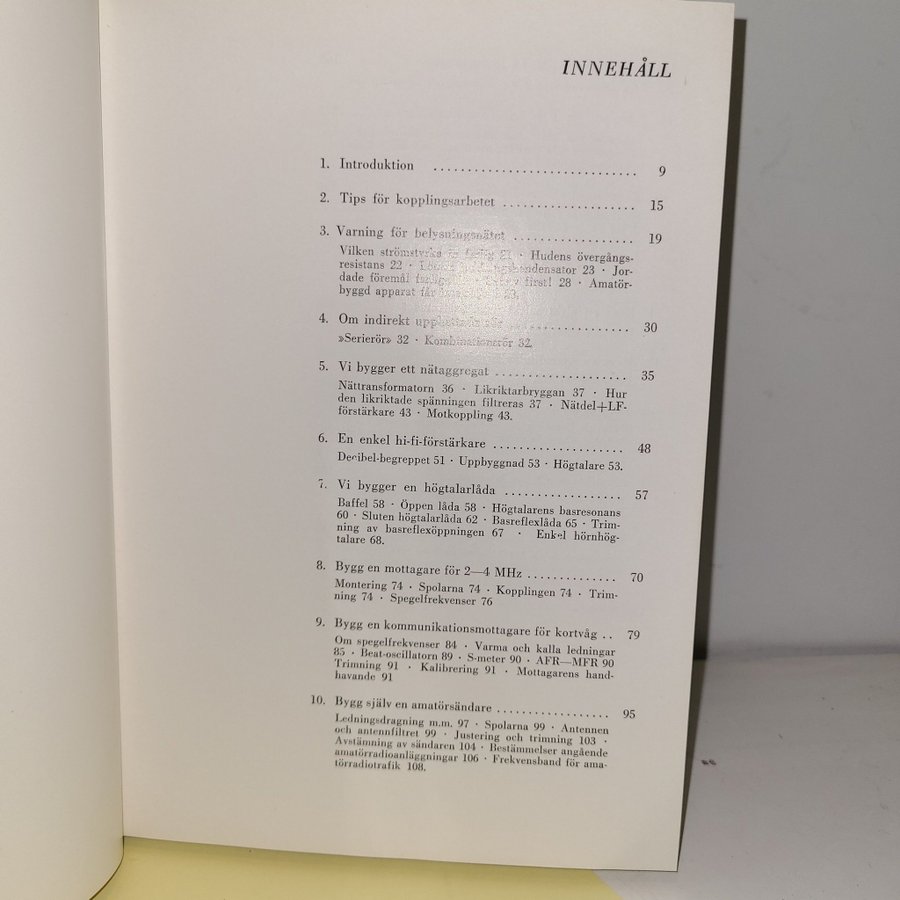 INNEHÅLL
1. Introduktion ............................. 9
2. Tips för kopplingsarbetet .................... 15
3. Varning för belysningsnätet .................. 19
Vilken strömstyrka är farlig 21 · Hudens övergångs-
resistans 22 · 23 · Jor-
dade föremål first! 28 · Amatör-
byggd apparat får
4. Om indirekt upphettade rör .................. 30
»Serierör» 32 · Kombinationsrör 32.
5. Vi bygger ett nätaggregat .................... 35
Nättransformatorn 36 · Likriktarbryggan 37 · Hur
den likriktade spänningen filtreras 37 · Nätdel+LF-
förstärkare 43 · Motkoppling 43.
6. En enkel hi-fi-förstärkare .................... 48
Decibel-begreppet 51 · Uppbyggnad 53 · Högtalare 53.
7. Vi bygger en högtalarlåda .................. 57
Baffel 58 · Öppen låda 58 · Högtalarens basresonans
60 · Sluten högtalarlåda 62 · Basreflexlåda 65 · Trim-
ning av basreflexöppningen 67 · Enkel hörnhög-
talare 68.
8. Bygg en mottagare för 2—4 MHz .............. 70
Montering 74 · Spolarna 74 · Kopplingen 74 · Trim-
ning 74 · Spegelfrekvenser 76
9. Bygg en kommunikationsmottagare för kortvåg .. 79
Om spegelfrekvenser 84 · Varma och kalla ledningar
85 · Beat-oscillatorn 89 · S-meter 90 · AFR—MFR 90
Trimning 91 · Kalibrering 91 · Mottagarens hand-
havande 91
10. Bygg själv en amatörsändare .................. 95
Ledningsdragning m.m. 97 · Spolarna 99 · Antennen
och antennfiltret 99 · Justering och trimning 103 ·
Avstämning av sändaren 104 · Bestämmelser angående
amatörradioanläggningar 106 · Frekvensband för ama-
törradiotrafik 108.